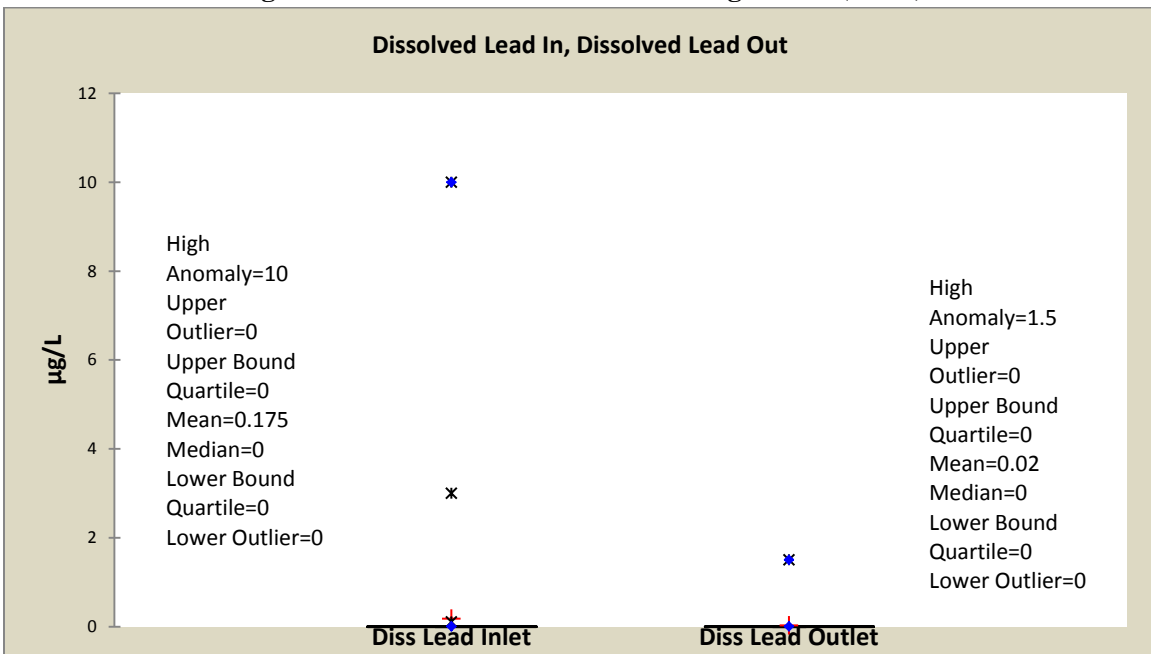 Dissolved Lead In, Dissolved Lead Out
12
10
8
6
4
2
0
µg/L
High
Anomaly=10
Upper
Outlier=0
Upper Bound
Quartile=0
Mean=0.175
Median=0
Lower Bound
Quartile=0
Lower Outlier=0
High
Anomaly=1.5
Upper
Outlier=0
Upper Bound
Quartile=0
Mean=0.02
Median=0
Lower Bound
Quartile=0
Lower Outlier=0
Diss Lead Inlet
Diss Lead Outlet